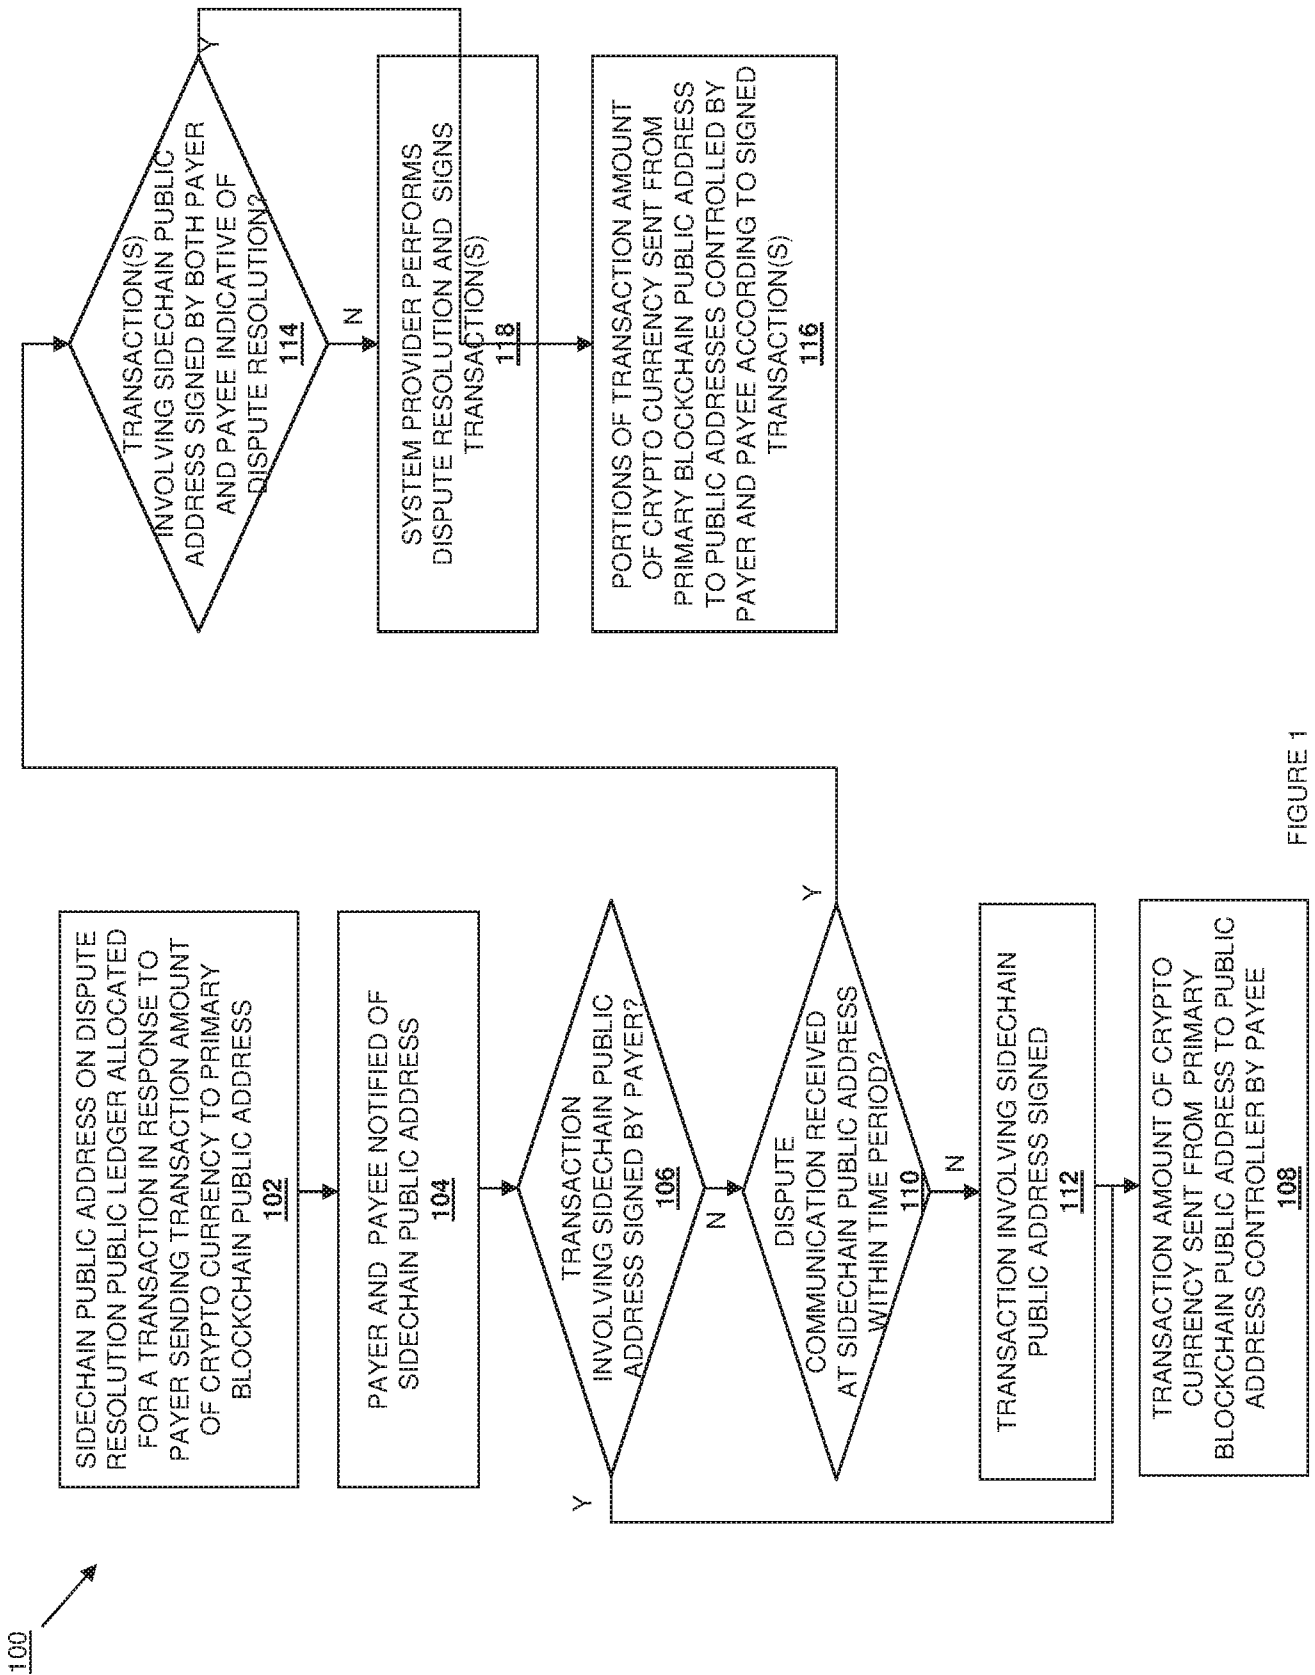 100
SIDECHAIN PUBLIC ADDRESS ON DISPUTE
RESOLUTION PUBLIC LEDGER ALLOCATED
FOR A TRANSACTION IN RESPONSE TO
PAYER SENDING TRANSACTION AMOUNT
OF CRYPTO CURRENCY TO PRIMARY
BLOCKCHAIN PUBLIC ADDRESS
102
PAYER AND PAYEE NOTIFIED OF
SIDECHAIN PUBLIC ADDRESS
104
TRANSACTION
INVOLVING SIDECHAIN PUBLIC
ADDRESS SIGNED BY PAYER?
106
Y
N
DISPUTE
COMMUNICATION RECEIVED
AT SIDECHAIN PUBLIC ADDRESS
WITHIN TIME PERIOD?
110
Y
N
TRANSACTION INVOLVING SIDECHAIN
PUBLIC ADDRESS SIGNED
112
TRANSACTION AMOUNT OF CRYPTO
CURRENCY SENT FROM PRIMARY
BLOCKCHAIN PUBLIC ADDRESS TO PUBLIC
ADDRESS CONTROLLER BY PAYEE
108
TRANSACTION(S)
INVOLVING SIDECHAIN PUBLIC
ADDRESS SIGNED BY BOTH PAYER
AND PAYEE INDICATIVE OF
DISPUTE RESOLUTION?
114
Y
N
SYSTEM PROVIDER PERFORMS
DISPUTE RESOLUTION AND SIGNS
TRANSACTION(S)
118
PORTIONS OF TRANSACTION AMOUNT
OF CRYPTO CURRENCY SENT FROM
PRIMARY BLOCKCHAIN PUBLIC ADDRESS
TO PUBLIC ADDRESSES CONTROLLED BY
PAYER AND PAYEE ACCORDING TO SIGNED
TRANSACTION(S)
116
FIGURE 1